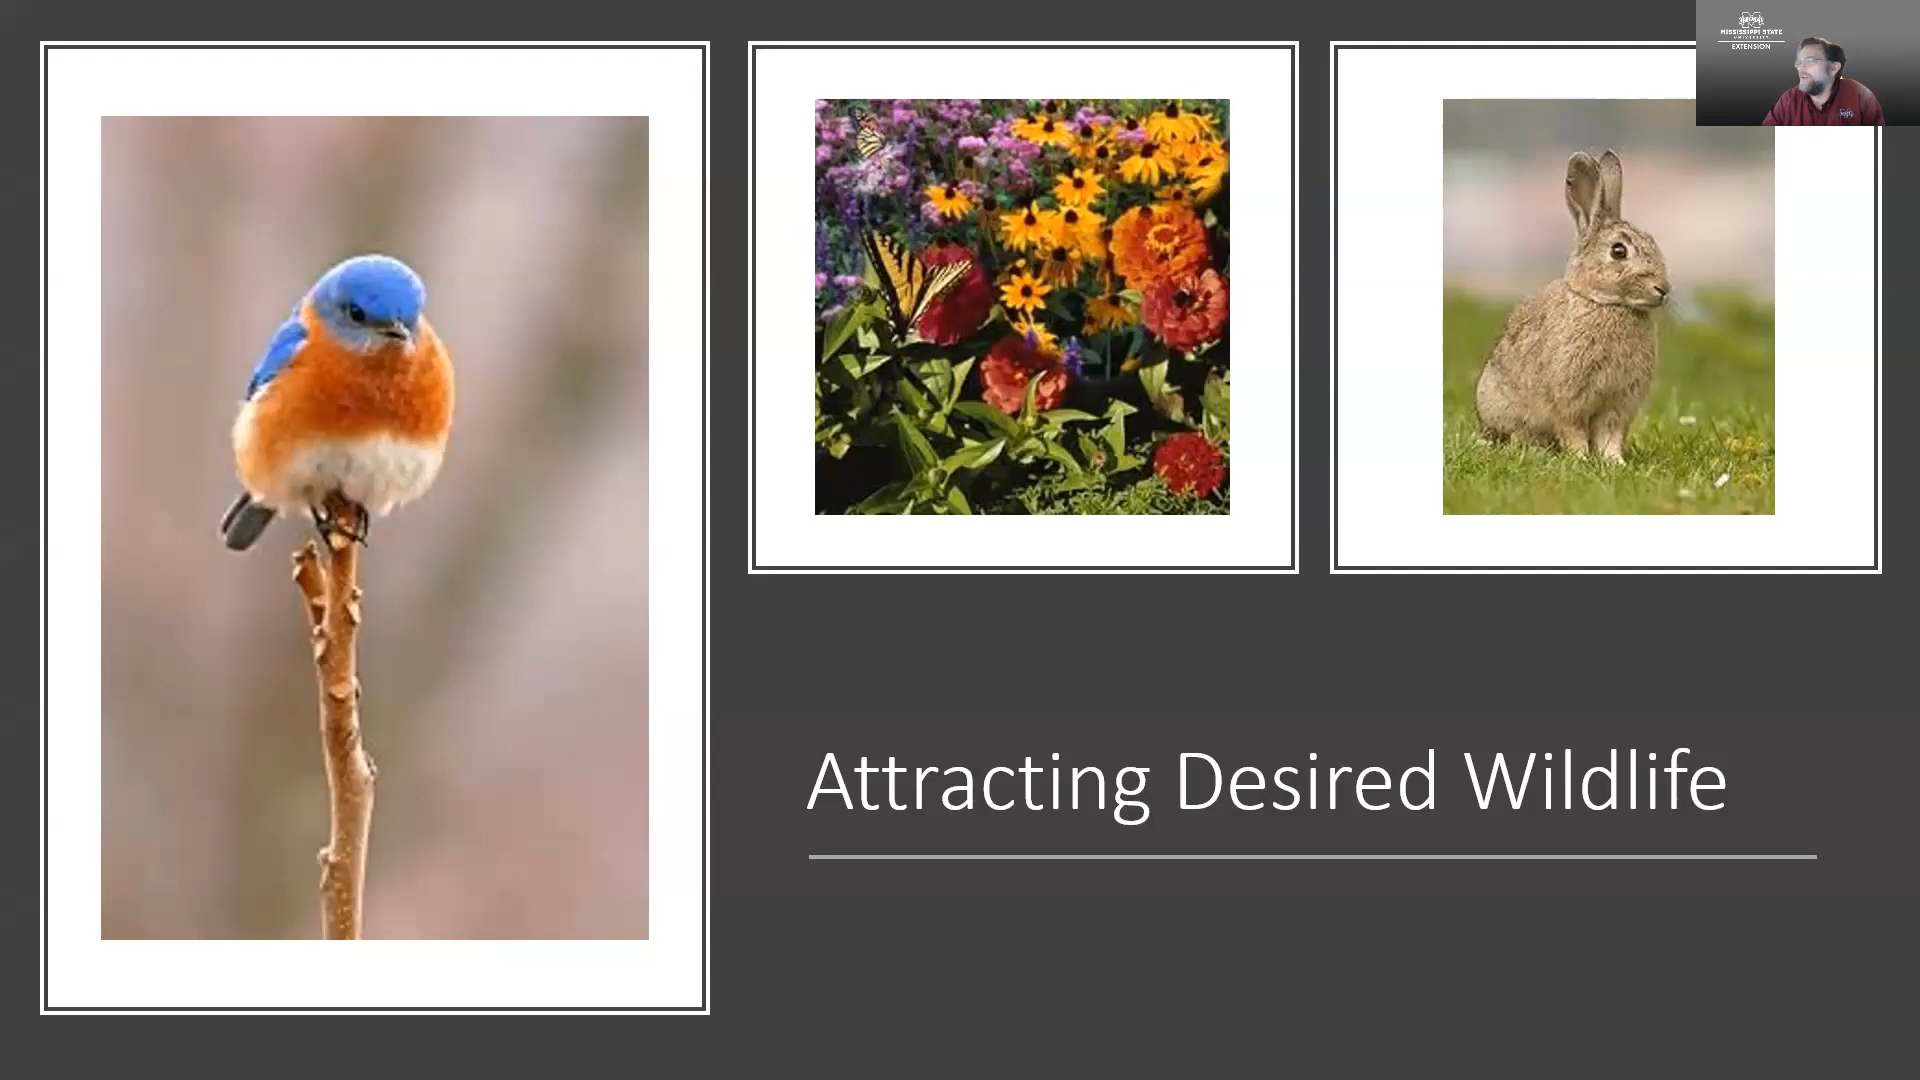 MISSISSIPPI STATE
UNIVERSITY
EXTENSION
Attracting Desired Wildlife